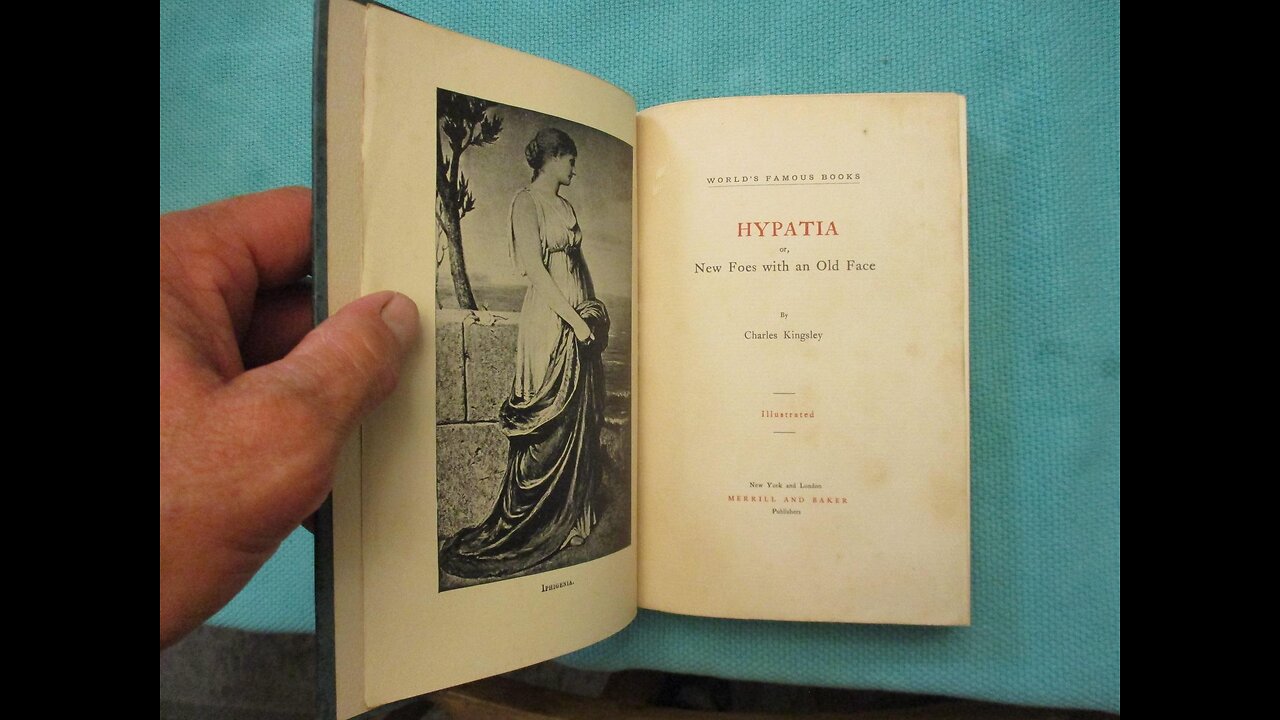 IPHIGENIA.
WORLD'S FAMOUS BOOKS
HYPATIA
or,
New Foes with an Old Face
By
Charles Kingsley
Illustrated
New York and London
MERRILL AND BAKER
Publishers